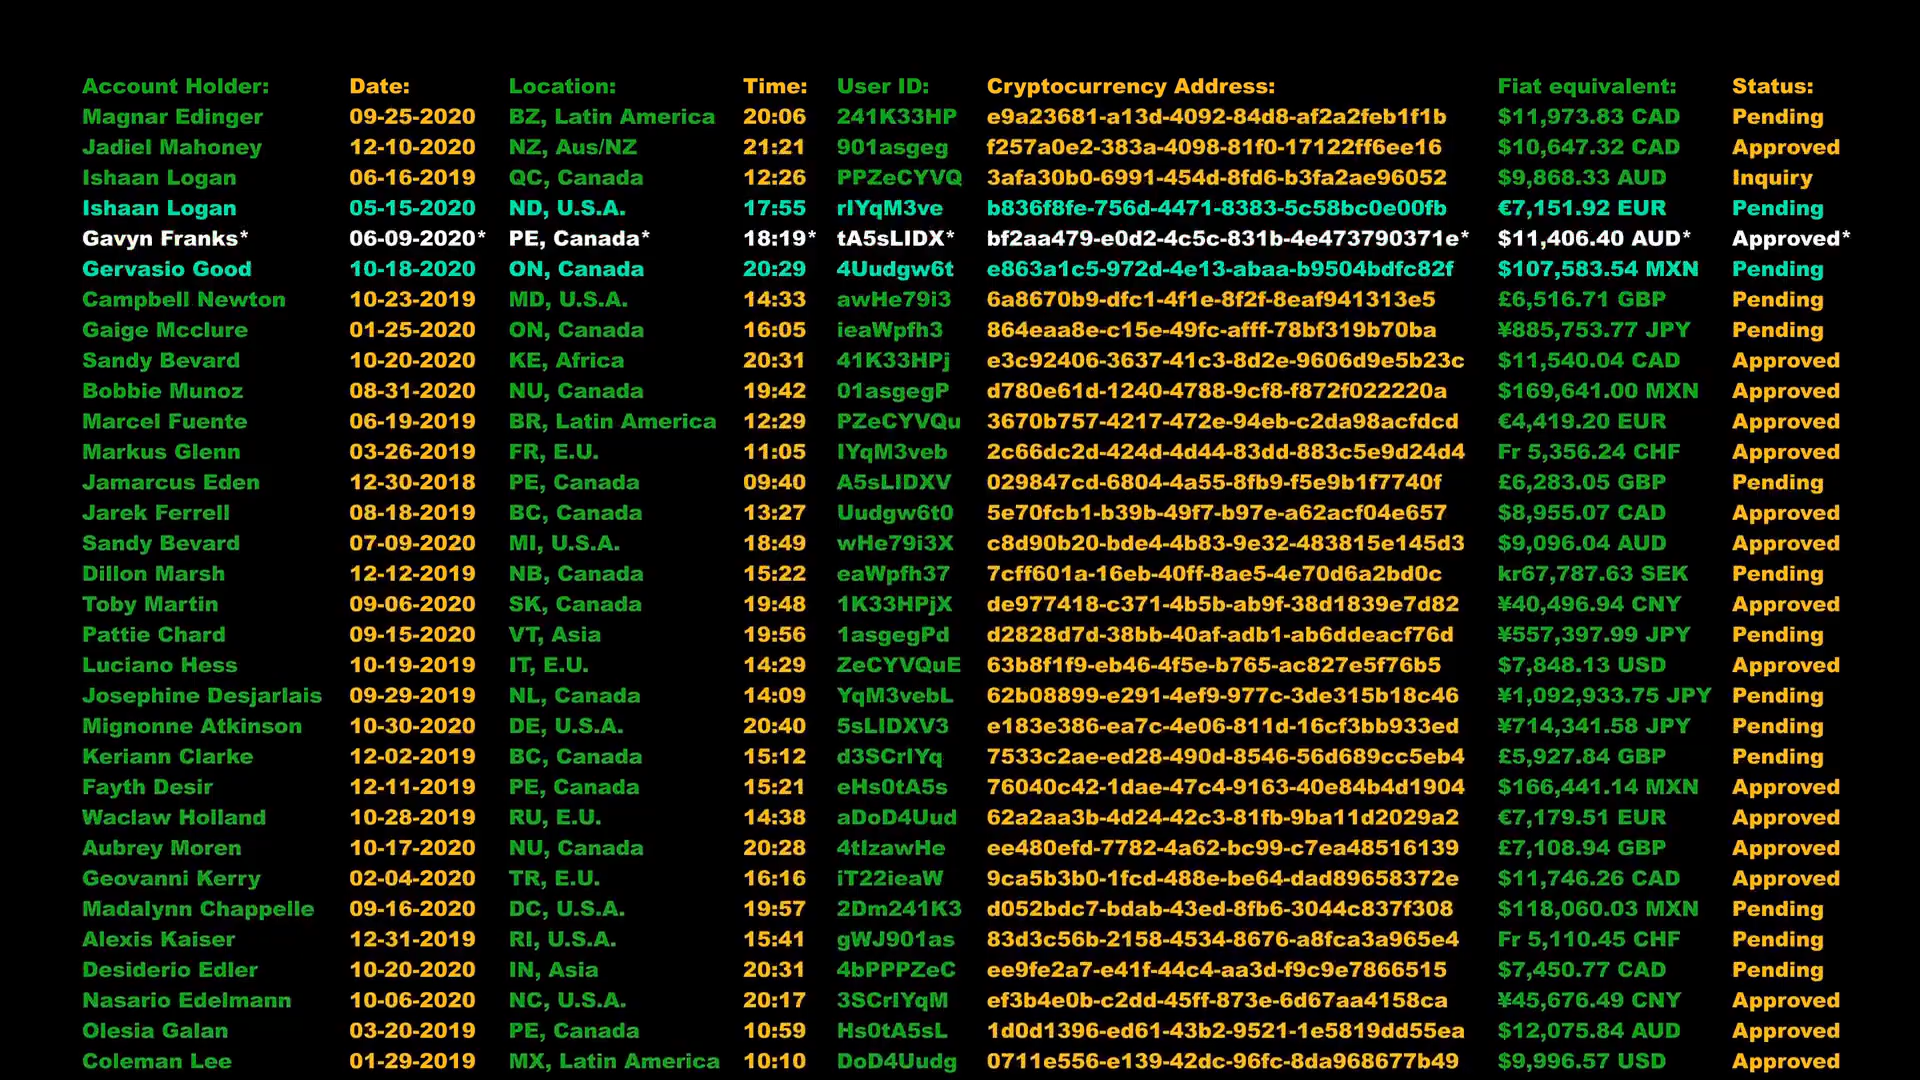 Account Holder: Date: Location: Time: User ID: Cryptocurrency Address: Fiat equivalent: Status:
Magnar Edinger 09-25-2020 BZ, Latin America 20:06 241K33HP e9a23681-a13d-4092-84d8-af2a2feb1f1b $11,973.83 CAD Pending
Jadiel Mahoney 12-10-2020 NZ, Aus/NZ 21:21 901asgeg f257a0e2-383a-4098-81f0-17122ff6ee16 $10,647.32 CAD Approved
Ishaan Logan 06-16-2019 QC, Canada 12:26 PPZeCYVQ 3afa30b0-6991-454d-8fd6-b3fa2ae96052 $9,868.33 AUD Inquiry
Ishaan Logan 05-15-2020 ND, U.S.A. 17:55 rIYqM3ve b836f8fe-756d-4471-8383-5c58bc0e00fb €7,151.92 EUR Pending
Gavyn Franks* 06-09-2020* PE, Canada* 18:19* tA5sLIDX* bf2aa479-e0d2-4c5c-831b-4e473790371e* $11,406.40 AUD* Approved*
Gervasio Good 10-18-2020 ON, Canada 20:29 4Uudgw6t e863a1c5-972d-4e13-abaa-b9504bdfc82f $107,583.54 MXN Pending
Campbell Newton 10-23-2019 MD, U.S.A. 14:33 awHe79i3 6a8670b9-dfc1-4f1e-8f2f-8eaf941313e5 £6,516.71 GBP Pending
Gaige Mcclure 01-25-2020 ON, Canada 16:05 ieaWpfh3 864eaa8e-c15e-49fc-afff-78bf319b70ba ¥885,753.77 JPY Pending
Sandy Bevard 10-20-2020 KE, Africa 20:31 41K33HPj e3c92406-3637-41c3-8d2e-9606d9e5b23c $11,540.04 CAD Approved
Bobbie Munoz 08-31-2020 NU, Canada 19:42 01asgegP d780e61d-1240-4788-9cf8-f872f022220a $169,641.00 MXN Approved
Marcel Fuente 06-19-2019 BR, Latin America 12:29 PZeCYVQu 3670b757-4217-472e-94eb-c2da98acfdcd €4,419.20 EUR Approved
Markus Glenn 03-26-2019 FR, E.U. 11:05 IYqM3veb 2c66dc2d-424d-4d44-83dd-883c5e9d24d4 Fr 5,356.24 CHF Approved
Jamarcus Eden 12-30-2018 PE, Canada 09:40 A5sLIDXV 029847cd-6804-4a55-8fb9-f5e9b1f7740f £6,283.05 GBP Pending
Jarek Ferrell 08-18-2019 BC, Canada 13:27 Uudgw6t0 5e70fcb1-b39b-49f7-b97e-a62acf04e657 $8,955.07 CAD Approved
Sandy Bevard 07-09-2020 MI, U.S.A. 18:49 wHe79i3X c8d90b20-bde4-4b83-9e32-483815e145d3 $9,096.04 AUD Approved
Dillon Marsh 12-12-2019 NB, Canada 15:22 eaWpfh37 7cff601a-16eb-40ff-8ae5-4e70d6a2bd0c kr67,787.63 SEK Pending
Toby Martin 09-06-2020 SK, Canada 19:48 1K33HPjX de977418-c371-4b5b-ab9f-38d1839e7d82 ¥40,496.94 CNY Approved
Pattie Chard 09-15-2020 VT, Asia 19:56 1asgegPd d2828d7d-38bb-40af-adb1-ab6ddeacf76d ¥557,397.99 JPY Pending
Luciano Hess 10-19-2019 IT, E.U. 14:29 ZeCYVQuE 63b8f1f9-eb46-4f5e-b765-ac827e5f76b5 $7,848.13 USD Approved
Josephine Desjarlais 09-29-2019 NL, Canada 14:09 YqM3vebL 62b08899-e291-4ef9-977c-3de315b18c46 ¥1,092,933.75 JPY Pending
Mignonne Atkinson 10-30-2020 DE, U.S.A. 20:40 5sLIDXV3 e183e386-ea7c-4e06-811d-16cf3bb933ed ¥714,341.58 JPY Pending
Keriann Clarke 12-02-2019 BC, Canada 15:12 d3SCrIYq 7533c2ae-ed28-490d-8546-56d689cc5eb4 £5,927.84 GBP Pending
Fayth Desir 12-11-2019 PE, Canada 15:21 eHs0tA5s 76040c42-1dae-47c4-9163-40e84b4d1904 $166,441.14 MXN Approved
Waclaw Holland 10-28-2019 RU, E.U. 14:38 aDoD4Uud 62a2aa3b-4d24-42c3-81fb-9ba11d2029a2 €7,179.51 EUR Approved
Aubrey Moren 10-17-2020 NU, Canada 20:28 4tIzawHe ee480efd-7782-4a62-bc99-c7ea48516139 £7,108.94 GBP Approved
Geovanni Kerry 02-04-2020 TR, E.U. 16:16 iT22ieaW 9ca5b3b0-1fcd-488e-be64-dad89658372e $11,746.26 CAD Approved
Madalynn Chappelle 09-16-2020 DC, U.S.A. 19:57 2Dm241K3 d052bdc7-bdab-43ed-8fb6-3044c837f308 $118,060.03 MXN Pending
Alexis Kaiser 12-31-2019 RI, U.S.A. 15:41 gWJ901as 83d3c56b-2158-4534-8676-a8fca3a965e4 Fr 5,110.45 CHF Pending
Desiderio Edler 10-20-2020 IN, Asia 20:31 4bPPPZeC ee9fe2a7-e41f-44c4-aa3d-f9c9e7866515 $7,450.77 CAD Pending
Nasario Edelmann 10-06-2020 NC, U.S.A. 20:17 3SCrIYqM ef3b4e0b-c2dd-45ff-873e-6d67aa4158ca ¥45,676.49 CNY Approved
Olesia Galan 03-20-2019 PE, Canada 10:59 Hs0tA5sL 1d0d1396-ed61-43b2-9521-1e5819dd55ea $12,075.84 AUD Approved
Coleman Lee 01-29-2019 MX, Latin America 10:10 DoD4Uudg 0711e556-e139-42dc-96fc-8da968677b49 $9,996.57 USD Approved